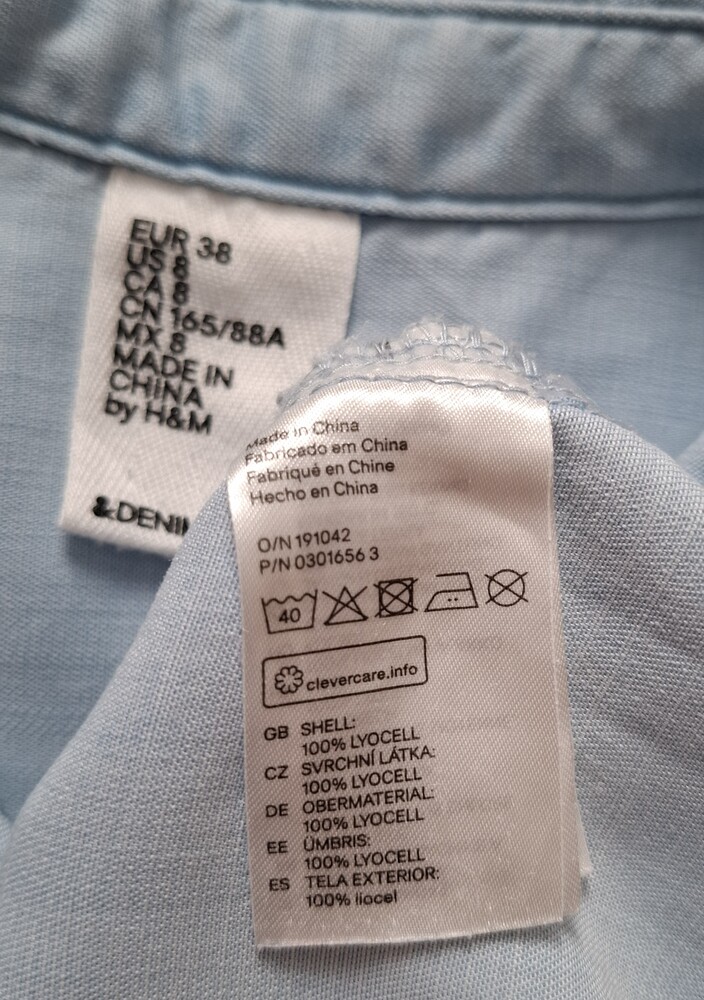 EUR 38
US 8
CA 8
CN 165/88A
MX 8
MADE IN
CHINA
by H&M
Made in China
Fabricado em China
Fabriqué en Chine
Hecho en China
O/N 191042
P/N 0301656 3
40
clevercare.info
GB SHELL:
100% LYOCELL
CZ SVRCHNÍ LÁTKA:
100% LYOCELL
DE OBERMATERIAL:
100% LYOCELL
EE ÜMBRIS:
100% LYOCELL
ES TELA EXTERIOR:
100% liocel